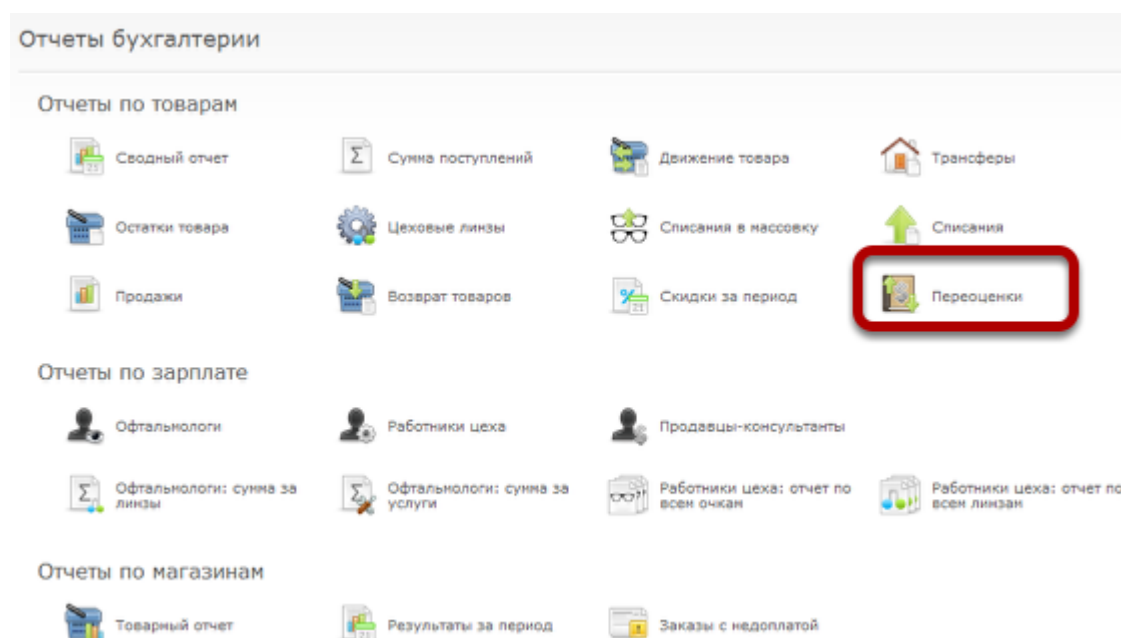 Отчеты бухгалтерии
Отчеты по товарам
Сводный отчет
Сумма поступлений
Движение товара
Трансферы
Остатки товара
Цеховые линзы
Списания в массовку
Списания
Продажи
Возврат товаров
Скидки за период
Переоценки
Отчеты по зарплате
Офтальмологи
Работники цеха
Продавцы-консультанты
Офтальмологи: сумма за
линзы
Офтальмологи: сумма за
услуги
Работники цеха: отчет по
всем очкам
Работники цеха: отчет по
всем линзам
Отчеты по магазинам
Товарный отчет
Результаты за период
Заказы с недоплатой